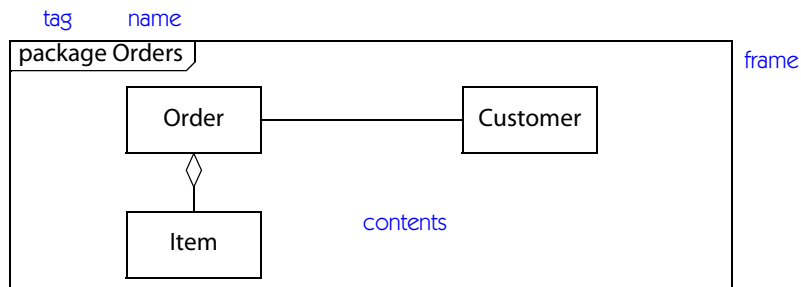 tag name
package Orders
frame
Order
Customer
contents
Item